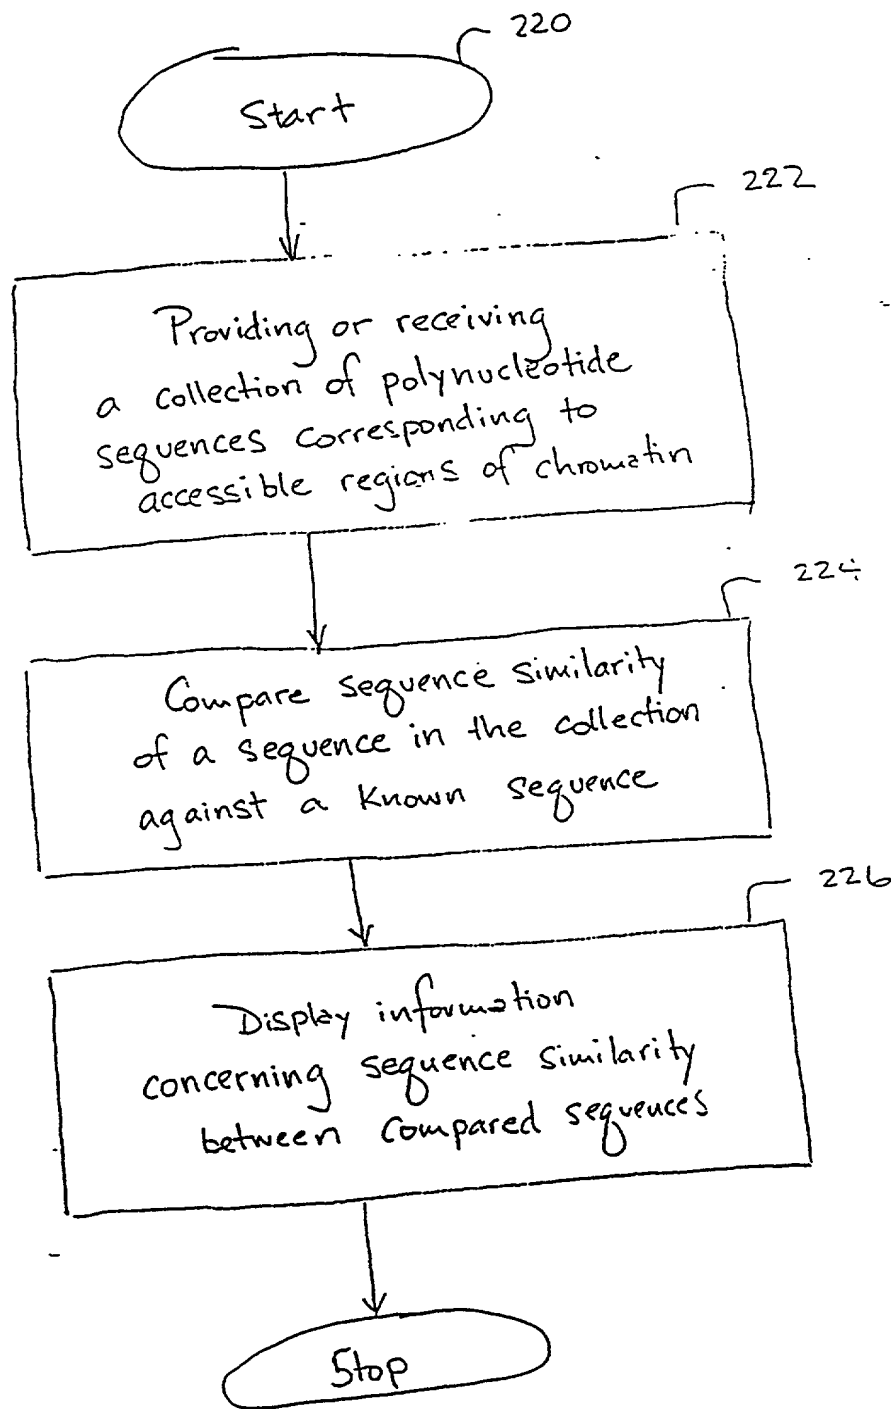 220
Start
222
Providing or receiving
a collection of polynucleotide
sequences corresponding to
accessible regions of chromatin
224
Compare sequence similarity
of a sequence in the collection
against a known sequence
226
Display information
concerning sequence similarity
between compared sequences
Stop